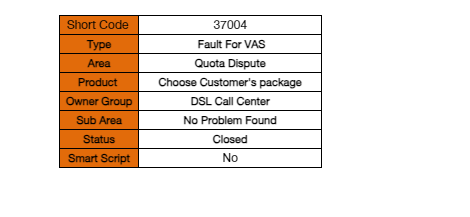 Short Code 37004
Type Fault For VAS
Area Quota Dispute
Product Choose Customer's package
Owner Group DSL Call Center
Sub Area No Problem Found
Status Closed
Smart Script No